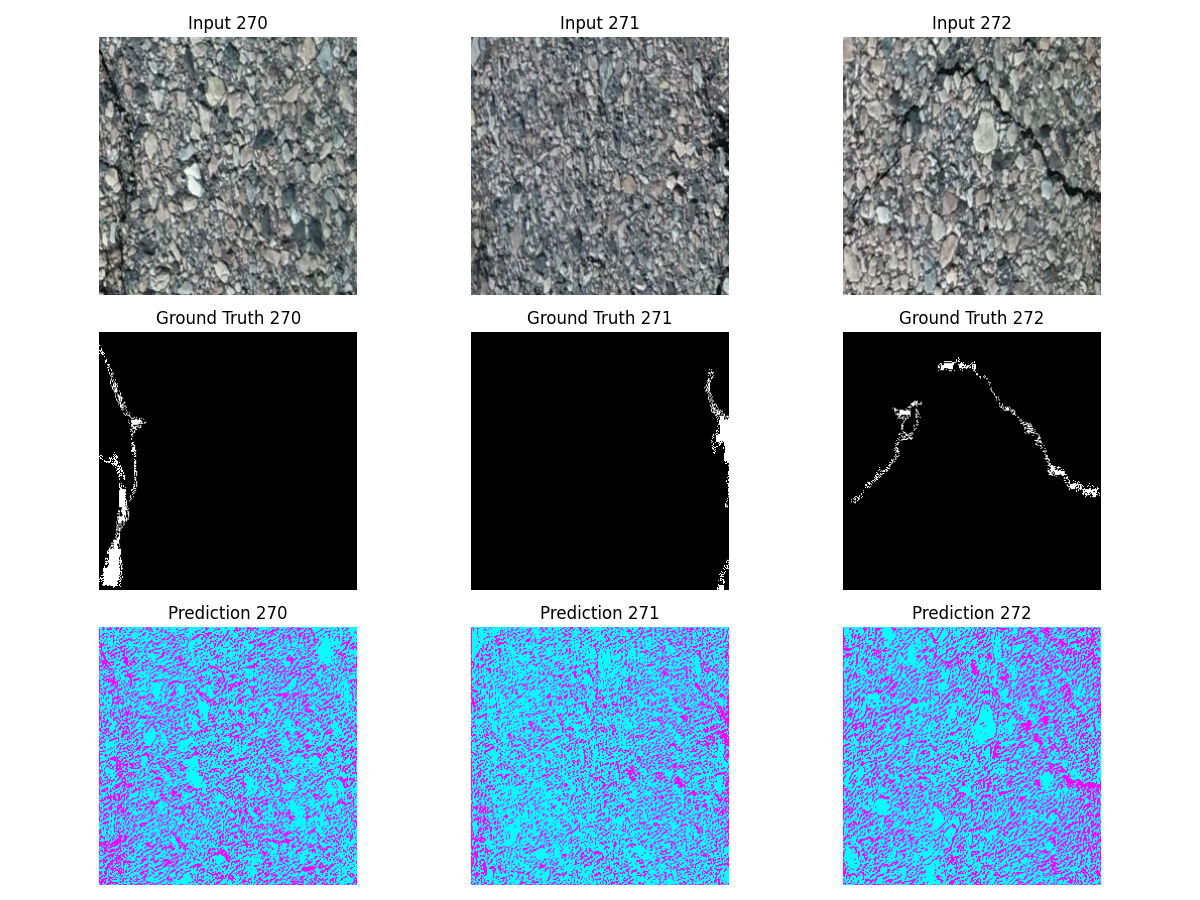 Input 270
Input 271
Input 272
Ground Truth 270
Ground Truth 271
Ground Truth 272
Prediction 270
Prediction 271
Prediction 272